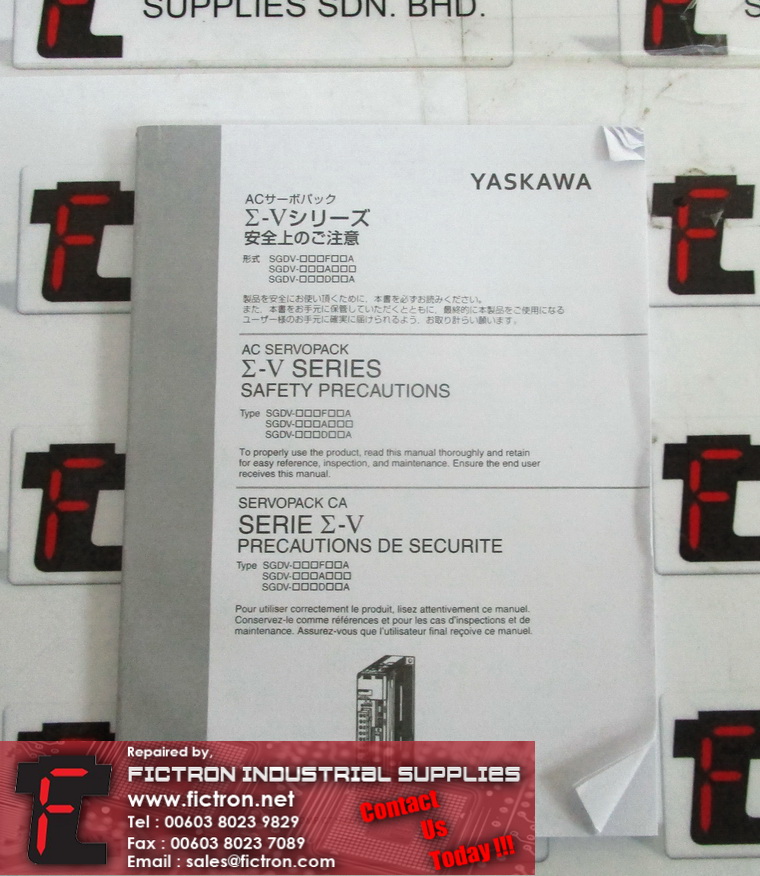 SUPPLIES SDN. BHD.
S
YASKAWA
ACサーボパック
Σ-Vシリーズ
安全上のご注意
形式 SGDV-□□□F□□A
SGDV-□□□A□□□
SGDV-□□□D□□A
製品を安全にお使い頂くために、本書を必ずお読みください。
また、本書をお手元に保管していただくとともに、最終的に本製品をご使用になる
ユーザー様のお手元に確実に届けられるよう、お取り計らい願います。
AC SERVOPACK
Σ-V SERIES
SAFETY PRECAUTIONS
Type SGDV-□□□F□□A
SGDV-□□□A□□□
SGDV-□□□D□□A
To properly use the product, read this manual thoroughly and retain
for easy reference, inspection, and maintenance. Ensure the end user
receives this manual.
SERVOPACK CA
SERIE Σ-V
PRECAUTIONS DE SECURITE
Type SGDV-□□□F□□A
SGDV-□□□A□□□
SGDV-□□□D□□A
Pour utiliser correctement le produit, lisez attentivement ce manuel.
Conservez-le comme références et pour les cas d'inspections et de
maintenance. Assurez-vous que l'utilisateur final reçoive ce manuel.
Repaired by,
FICTRON INDUSTRIAL SUPPLIES
www.fictron.net
Tel : 00603 8023 9829
Fax : 00603 8023 7089
Email : sales@fictron.com
Contact
Us
Today !!!